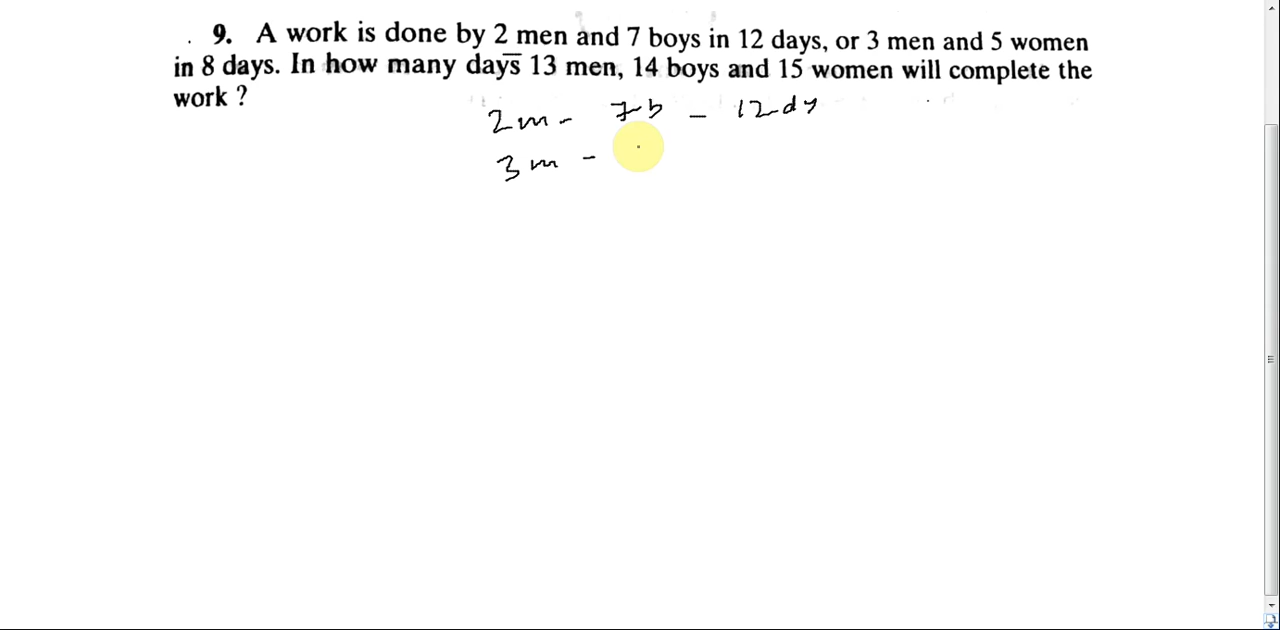 9. A work is done by 2 men and 7 boys in 12 days, or 3 men and 5 women
in 8 days. In how many days 13 men, 14 boys and 15 women will complete the
work ?
2m - 7b - 12dy
3m -